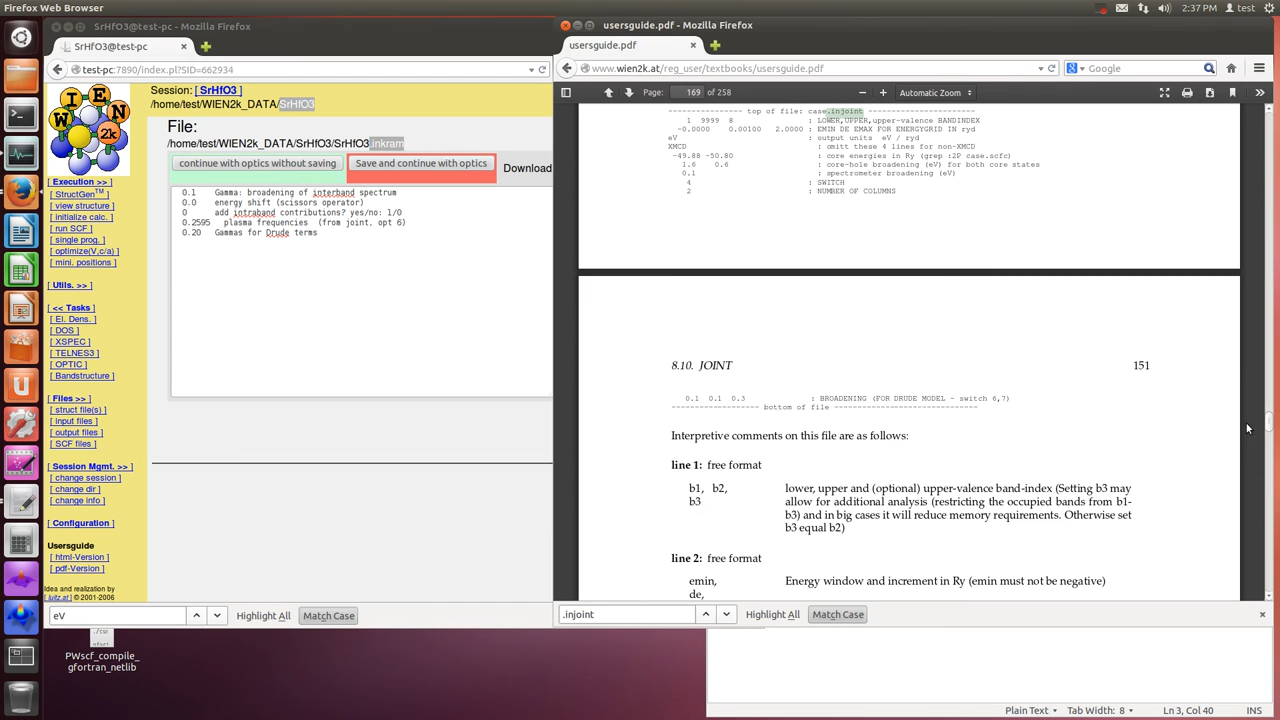 Firefox Web Browser
2:37 PM
test
SrHfO3@test-pc - Mozilla Firefox
SrHfO3@test-pc
test-pc:7890/index.pl?SID=662934
WIEN
2k
Session: [ SrHfO3 ]
/home/test/WIEN2k_DATA/SrHfO3
File:
/home/test/WIEN2k_DATA/SrHfO3/SrHfO3.inkram
continue with optics without saving
Save and continue with optics
Download
0.1 Gamma: broadening of interband spectrum
0.0 energy shift (scissors operator)
0 add intraband contributions? yes/no: 1/0
0.2595 plasma frequencies (from joint, opt 6)
0.20 Gammas for Drude terms
Execution >>
[ StructGen™ ]
[ view structure ]
[ initialize calc. ]
[ run SCF ]
[ single prog. ]
[ optimize(V,c/a) ]
[ mini. positions ]
[ Utils. >> ]
[ << Tasks ]
[ El. Dens. ]
[ DOS ]
[ XSPEC ]
[ TELNES3 ]
[ OPTIC ]
[ Bandstructure ]
[ Files >> ]
[ struct file(s) ]
[ input files ]
[ output files ]
[ SCF files ]
[ Session Mgmt. >> ]
[ change session ]
[ change dir ]
[ change info ]
[ Configuration ]
Usersguide
[ html-Version ]
[ pdf-Version ]
Idea and realization by
[ luitz.at ] © 2001-2006
eV
Highlight All
Match Case
PWscf_compile_
gfortran_netlib
usersguide.pdf - Mozilla Firefox
usersguide.pdf
www.wien2k.at/reg_user/textbooks/usersguide.pdf
Google
Page: 169 of 258
Automatic Zoom
---------------- top of file: case.injoint --------------------
1 9999 8 : LOWER,UPPER,upper-valence BANDINDEX
-0.0000 0.00100 2.0000 : EMIN DE EMAX FOR ENERGYGRID IN ryd
eV : output units eV / ryd
XMCD : omit these 4 lines for non-XMCD
-49.88 -50.80 : core energies in Ry (grep :2P case.scfc)
1.6 0.6 : core-hole broadening (eV) for both core states
0.1 : spectrometer broadening (eV)
4 : SWITCH
2 : NUMBER OF COLUMNS
8.10. JOINT
151
0.1 0.1 0.3 : BROADENING (FOR DRUDE MODEL - switch 6,7)
------------------- bottom of file -------------------------------
Interpretive comments on this file are as follows:
line 1: free format
b1, b2, lower, upper and (optional) upper-valence band-index (Setting b3 may
b3 allow for additional analysis (restricting the occupied bands from b1-
b3) and in big cases it will reduce memory requirements. Otherwise set
b3 equal b2)
line 2: free format
emin, Energy window and increment in Ry (emin must not be negative)
de,
.injoint
Highlight All
Match Case
Plain Text
Tab Width: 8
Ln 3, Col 40
INS